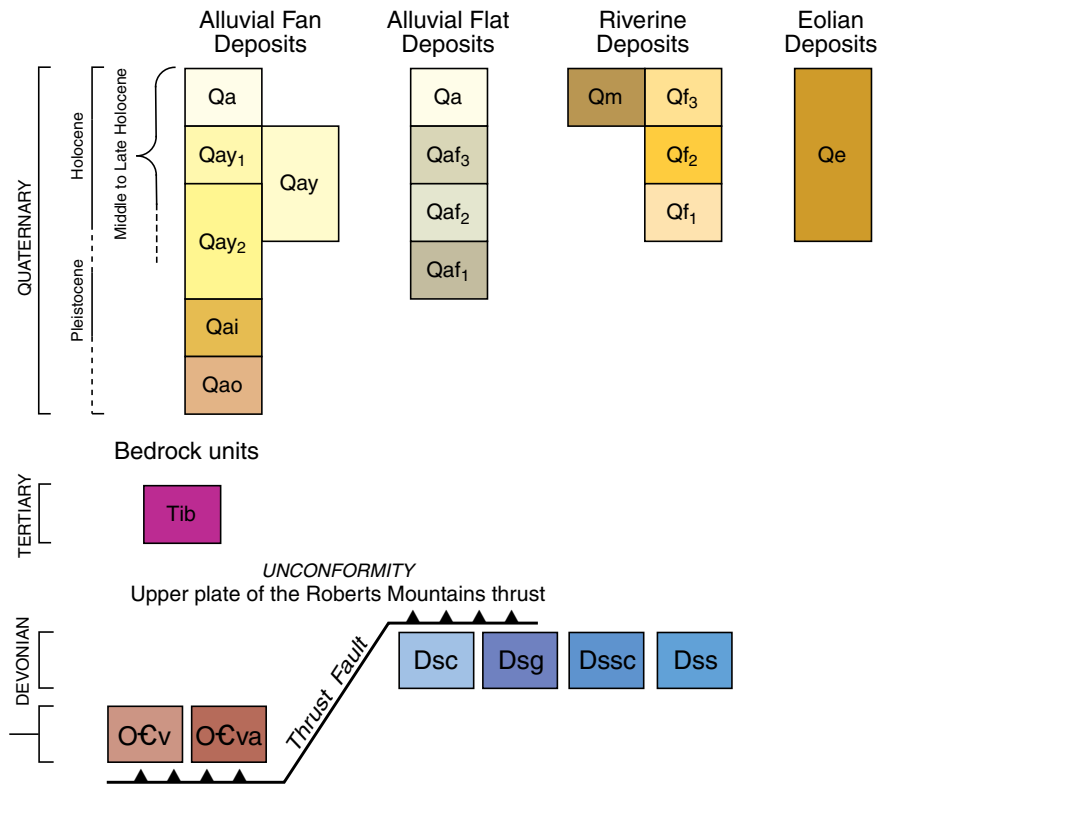 Alluvial Fan
Deposits
Alluvial Flat
Deposits
Riverine
Deposits
Eolian
Deposits
QUATERNARY
Holocene
Pleistocene
Middle to Late Holocene
Qa
Qay₁
Qay
Qay₂
Qai
Qao
Qa
Qaf₃
Qaf₂
Qaf₁
Qm
Qf₃
Qf₂
Qf₁
Qe
Bedrock units
TERTIARY
Tib
UNCONFORMITY
Upper plate of the Roberts Mountains thrust
DEVONIAN
Thrust Fault
Dsc
Dsg
Dssc
Dss
O€v
O€va